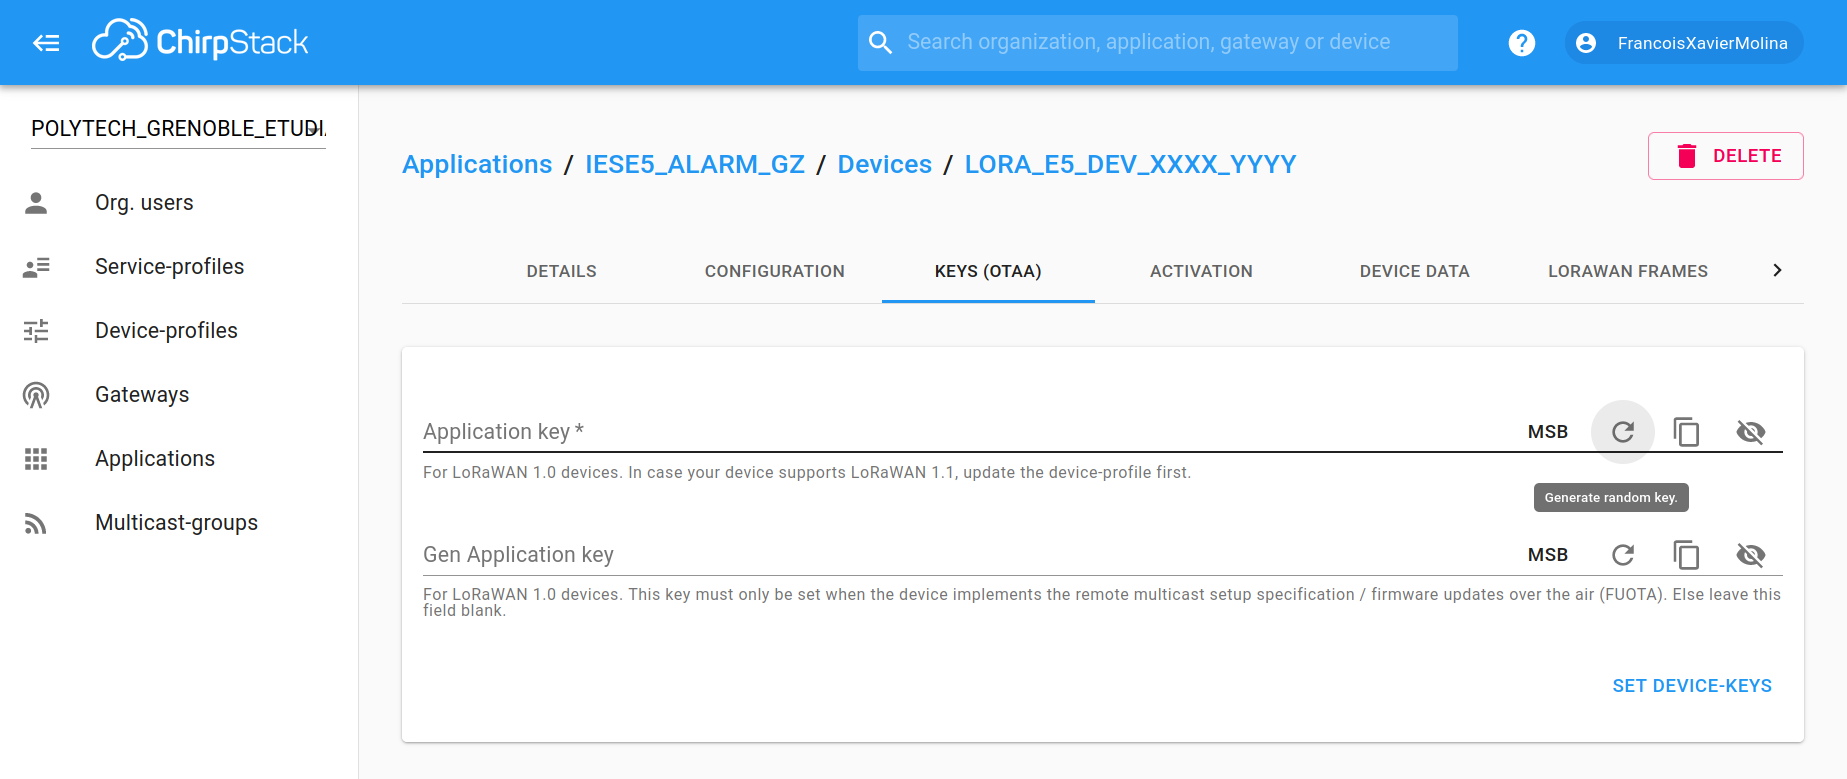 ChirpStack
Search organization, application, gateway or device
?
FrancoisXavierMolina
POLYTECH_GRENOBLE_ETUDI
Org. users
Service-profiles
Device-profiles
Gateways
Applications
Multicast-groups
Applications / IESE5_ALARM_GZ / Devices / LORA_E5_DEV_XXXX_YYYY
DELETE
DETAILS CONFIGURATION KEYS (OTAA) ACTIVATION DEVICE DATA LORAWAN FRAMES
Application key * MSB
For LoRaWAN 1.0 devices. In case your device supports LoRaWAN 1.1, update the device-profile first.
Generate random key.
Gen Application key MSB
For LoRaWAN 1.0 devices. This key must only be set when the device implements the remote multicast setup specification / firmware updates over the air (FUOTA). Else leave this
field blank.
SET DEVICE-KEYS